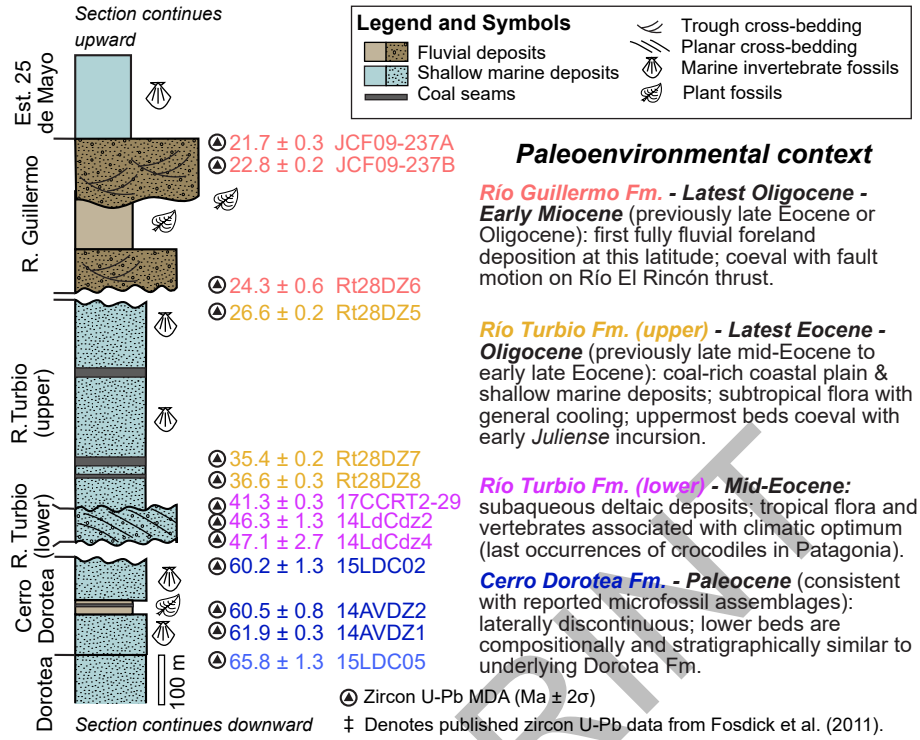 Section continues
upward
Legend and Symbols
Fluvial deposits
Shallow marine deposits
Coal seams
Trough cross-bedding
Planar cross-bedding
Marine invertebrate fossils
Plant fossils
Est. 25
de Mayo
R. Guillermo
R. Turbio
(upper)
R. Turbio
(lower)
Cerro
Dorotea
Dorotea
21.7 ± 0.3 JCF09-237A
22.8 ± 0.2 JCF09-237B
24.3 ± 0.6 Rt28DZ6
26.6 ± 0.2 Rt28DZ5
35.4 ± 0.2 Rt28DZ7
36.6 ± 0.3 Rt28DZ8
41.3 ± 0.3 17CCRT2-29
46.3 ± 1.3 14LdCdz2
47.1 ± 2.7 14LdCdz4
60.2 ± 1.3 15LDC02
60.5 ± 0.8 14AVDZ2
61.9 ± 0.3 14AVDZ1
65.8 ± 1.3 15LDC05
100 m
Paleoenvironmental context
Río Guillermo Fm. - Latest Oligocene -
Early Miocene (previously late Eocene or
Oligocene): first fully fluvial foreland
deposition at this latitude; coeval with fault
motion on Río El Rincón thrust.
Río Turbio Fm. (upper) - Latest Eocene -
Oligocene (previously late mid-Eocene to
early late Eocene): coal-rich coastal plain &
shallow marine deposits; subtropical flora with
general cooling; uppermost beds coeval with
early Juliense incursion.
Río Turbio Fm. (lower) - Mid-Eocene:
subaqueous deltaic deposits; tropical flora and
vertebrates associated with climatic optimum
(last occurrences of crocodiles in Patagonia).
Cerro Dorotea Fm. - Paleocene (consistent
with reported microfossil assemblages):
laterally discontinuous; lower beds are
compositionally and stratigraphically similar to
underlying Dorotea Fm.
Zircon U-Pb MDA (Ma ± 2σ)
Section continues downward
‡ Denotes published zircon U-Pb data from Fosdick et al. (2011).
RINT